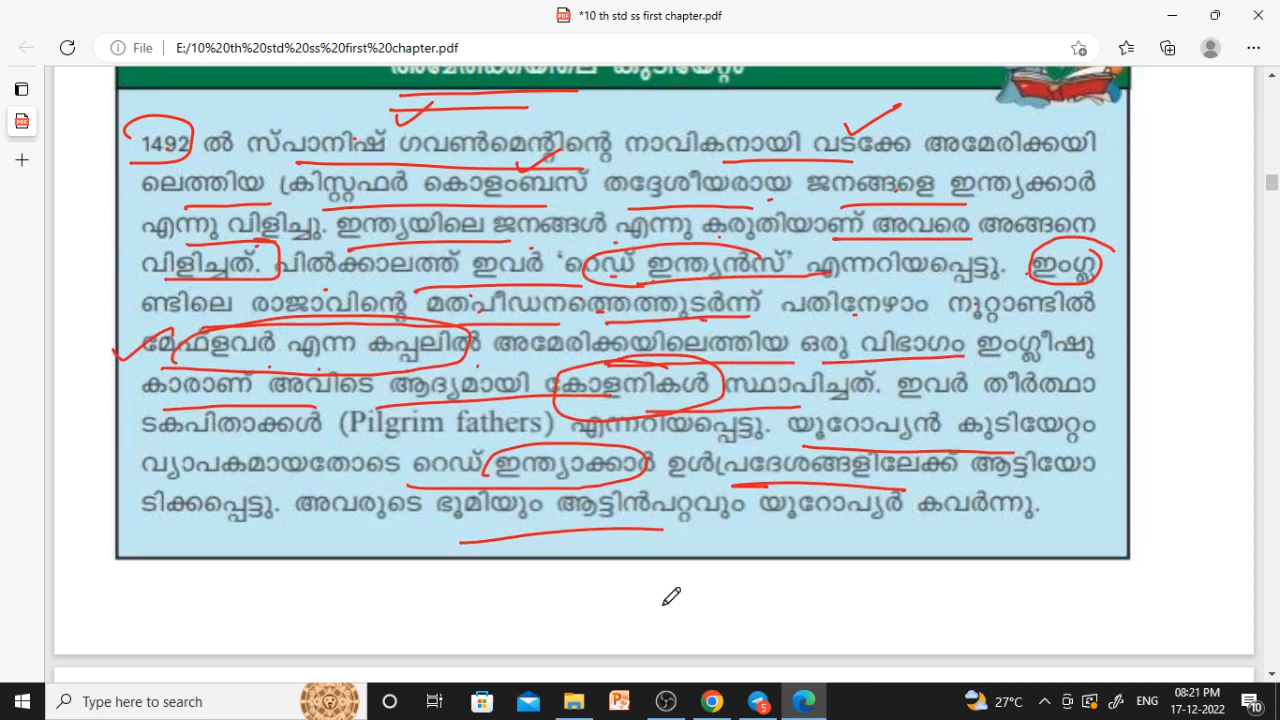 *10 th std ss first chapter.pdf
File
E:/10%20th%20std%20ss%20first%20chapter.pdf
അമേരിക്കയിലെ കുടിയേറ്റം
1492 ൽ സ്പാനിഷ് ഗവൺമെന്റിന്റെ നാവികനായി വടക്കേ അമേരിക്കയി
ലെത്തിയ ക്രിസ്റ്റഫർ കൊളംബസ് തദ്ദേശീയരായ ജനങ്ങളെ ഇന്ത്യക്കാർ
എന്നു വിളിച്ചു. ഇന്ത്യയിലെ ജനങ്ങൾ എന്നു കരുതിയാണ് അവരെ അങ്ങനെ
വിളിച്ചത്. പിൽക്കാലത്ത് ഇവർ ‘റെഡ് ഇന്ത്യൻസ്’ എന്നറിയപ്പെട്ടു. ഇംഗ്ല
ണ്ടിലെ രാജാവിന്റെ മതപീഡനത്തെത്തുടർന്ന് പതിനേഴാം നൂറ്റാണ്ടിൽ
മേഫ്ളവർ എന്ന കപ്പലിൽ അമേരിക്കയിലെത്തിയ ഒരു വിഭാഗം ഇംഗ്ലീഷു
കാരാണ് അവിടെ ആദ്യമായി കോളനികൾ സ്ഥാപിച്ചത്. ഇവർ തീർത്ഥാ
ടകപിതാക്കൾ (Pilgrim fathers) എന്നറിയപ്പെട്ടു. യൂറോപ്യൻ കുടിയേറ്റം
വ്യാപകമായതോടെ റെഡ് ഇന്ത്യാക്കാർ ഉൾപ്രദേശങ്ങളിലേക്ക് ആട്ടിയോ
ടിക്കപ്പെട്ടു. അവരുടെ ഭൂമിയും ആട്ടിൻപറ്റവും യൂറോപ്യർ കവർന്നു.
Type here to search
5
27°C
ENG
08:21 PM
17-12-2022
10